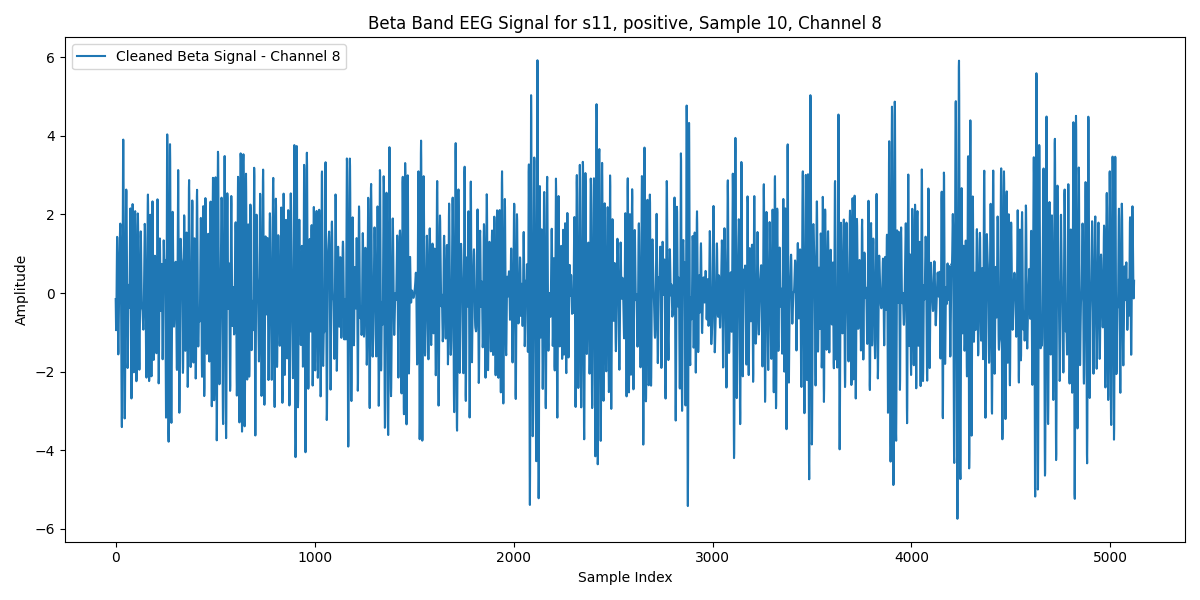 Beta Band EEG Signal for s11, positive, Sample 10, Channel 8
Cleaned Beta Signal - Channel 8
Amplitude
6
4
2
0
−2
−4
−6
0 1000 2000 3000 4000 5000
Sample Index